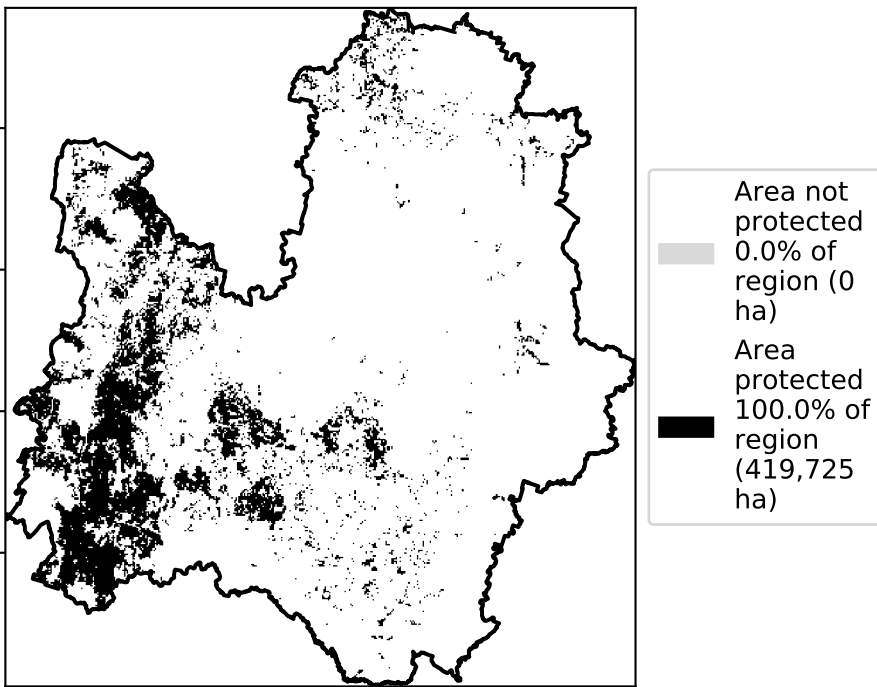 Area not
protected
0.0% of
region (0
ha)
Area
protected
100.0% of
region
(419,725
ha)